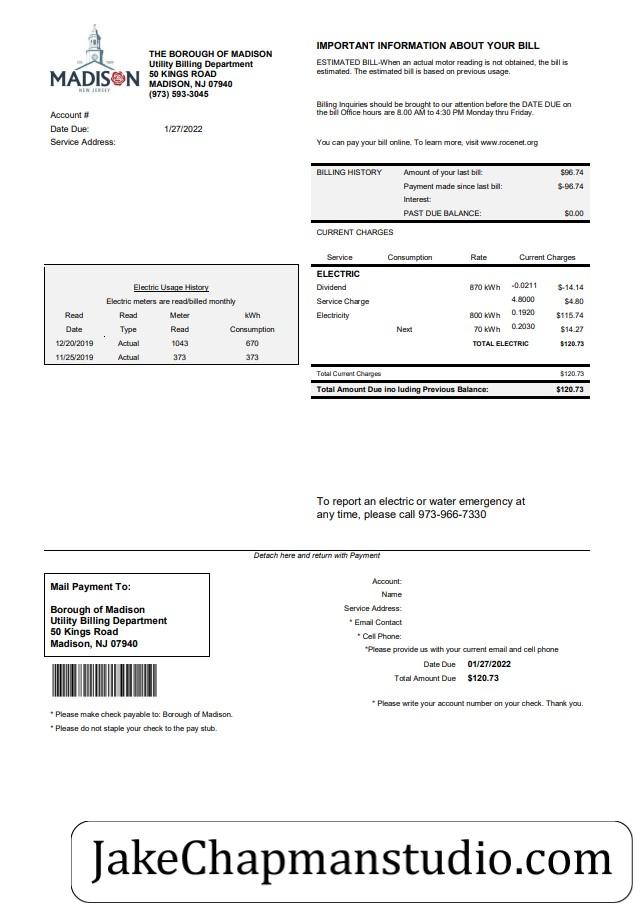 MADISON
NEW JERSEY
THE BOROUGH OF MADISON
Utility Billing Department
50 KINGS ROAD
MADISON, NJ 07940
(973) 593-3045
Account #
Date Due: 1/27/2022
Service Address:
IMPORTANT INFORMATION ABOUT YOUR BILL
ESTIMATED BILL-When an actual motor reading is not obtained, the bill is
estimated. The estimated bill is based on previous usage.
Billing Inquiries should be brought to our attention before the DATE DUE on
the bill Office hours are 8.00 AM to 4:30 PM Monday thru Friday.
You can pay your bill online. To learn more, visit www.rocenet.org
BILLING HISTORY Amount of your last bill: $96.74
Payment made since last bill: $-96.74
Interest:
PAST DUE BALANCE: $0.00
CURRENT CHARGES
Service Consumption Rate Current Charges
ELECTRIC
Dividend 870 kWh -0.0211 $-14.14
Service Charge 4.8000 $4.80
Electricity 800 kWh 0.1920 $115.74
Next 70 kWh 0.2030 $14.27
TOTAL ELECTRIC $120.73
Total Current Charges $120.73
Total Amount Due ino luding Previous Balance: $120.73
Electric Usage History
Electric meters are read/billed monthly
Read Read Meter kWh
Date Type Read Consumption
12/20/2019 Actual 1043 670
11/25/2019 Actual 373 373
To report an electric or water emergency at
any time, please call 973-966-7330
Detach here and return with Payment
Mail Payment To:
Borough of Madison
Utility Billing Department
50 Kings Road
Madison, NJ 07940
* Please make check payable to: Borough of Madison.
* Please do not staple your check to the pay stub.
Account:
Name
Service Address:
* Email Contact
* Cell Phone:
*Please provide us with your current email and cell phone
Date Due 01/27/2022
Total Amount Due $120.73
* Please write your account number on your check. Thank you.
JakeChapmanstudio.com